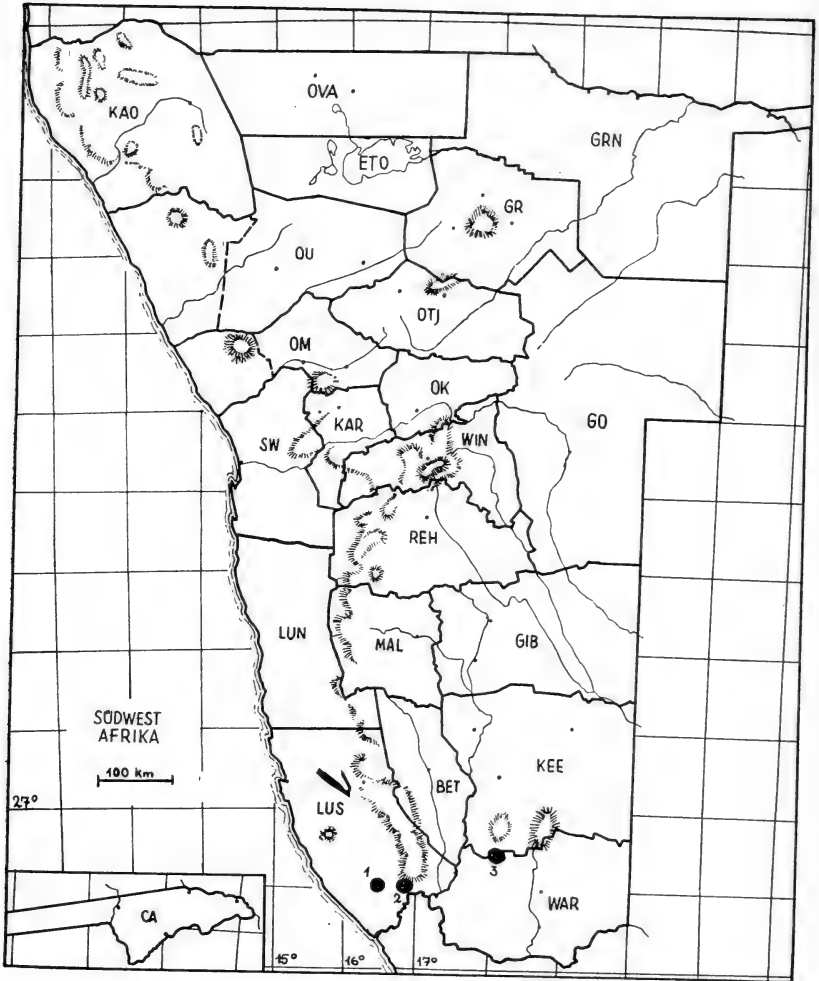 OVA
KAO
GRN
ETO
GR
OU
OTJ
OM
OK
GO
KAR
WIN
SW
REH
LUN
MAL
GIB
SÜDWEST
AFRIKA
100 km
KEE
BET
LUS
27°
1
2
3
WAR
CA
15°
16°
17°